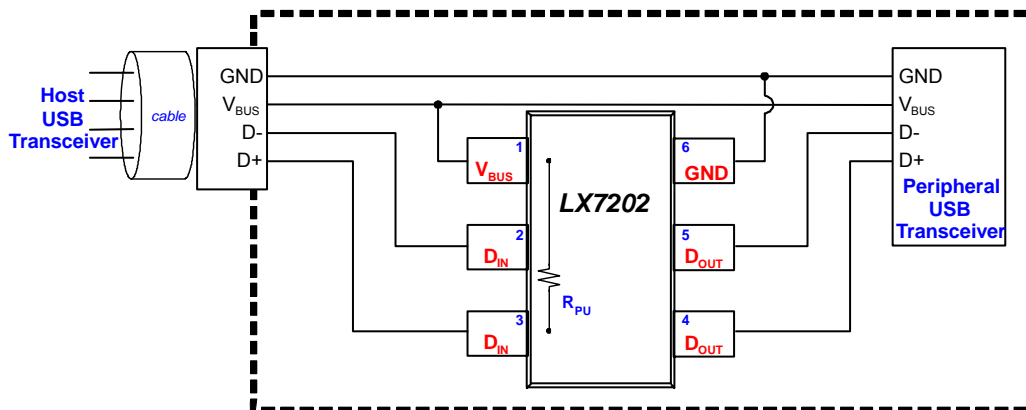 Host
USB
Transceiver
cable
GND
VBUS
D-
D+
1
VBUS
2
DIN
3
DIN
LX7202
RPU
6
GND
5
DOUT
4
DOUT
GND
VBUS
D-
D+
Peripheral
USB
Transceiver